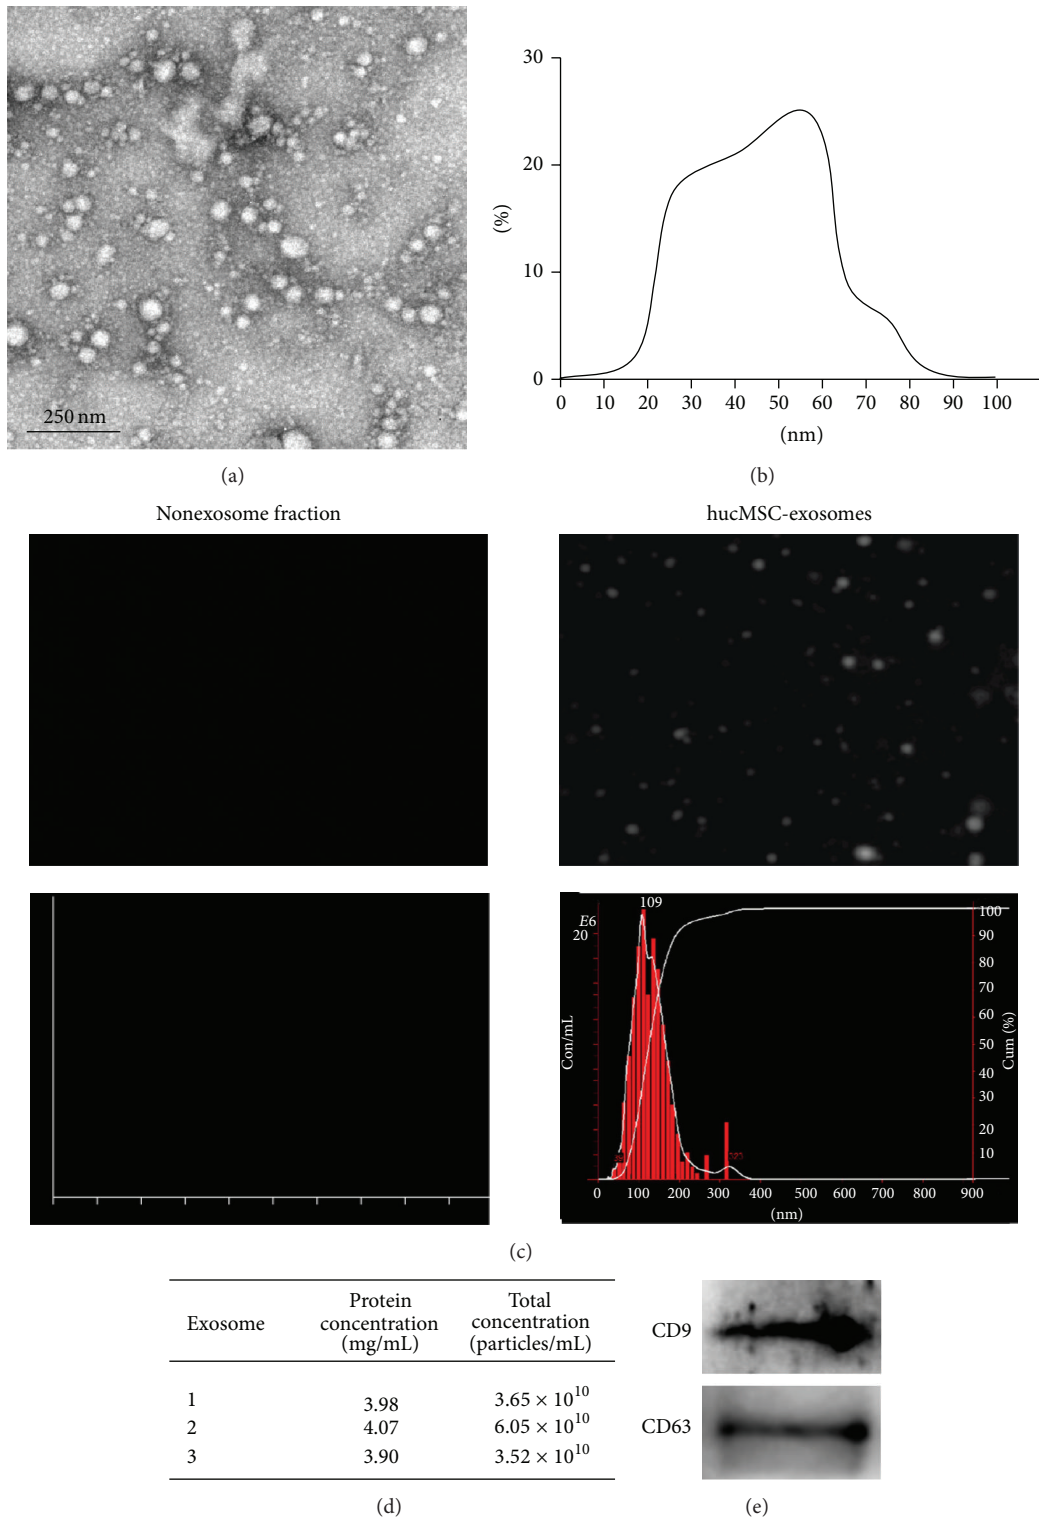 250 nm
(a)
30
20
10
0
(%)
0 10 20 30 40 50 60 70 80 90 100
(nm)
(b)
Nonexosome fraction
hucMSC-exosomes
109
E6
20
Con/mL
100
90
80
70
60
50
40
30
20
10
Cum (%)
0 100 200 300 400 500 600 700 800 900
(nm)
(c)
Exosome
Protein concentration (mg/mL)
Total concentration (particles/mL)
1 3.98 3.65 × 10^10
2 4.07 6.05 × 10^10
3 3.90 3.52 × 10^10
(d)
CD9
CD63
(e)